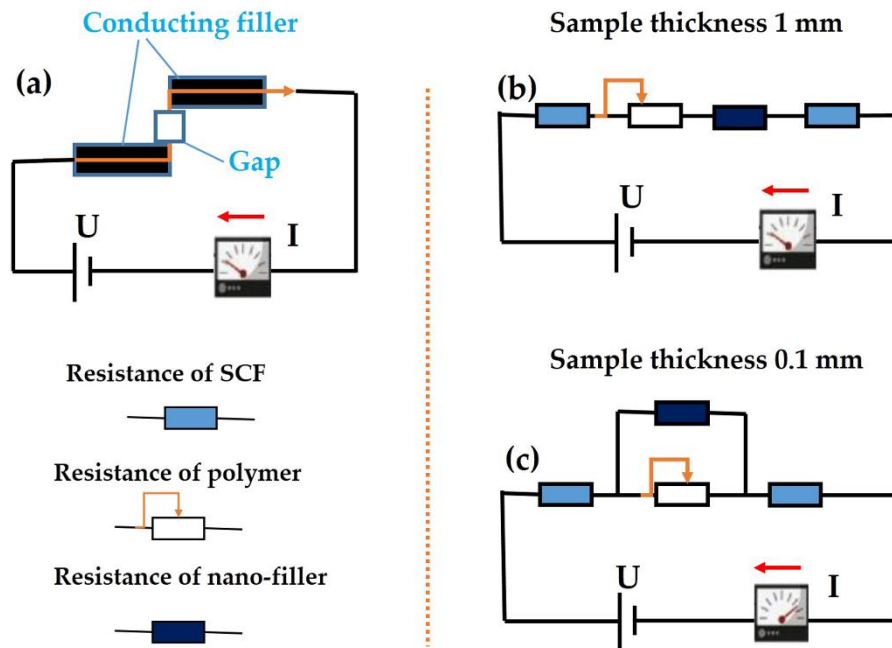 Conducting filler
(a)
Gap
U
I
Resistance of SCF
Resistance of polymer
Resistance of nano-filler
Sample thickness 1 mm
(b)
U
I
Sample thickness 0.1 mm
(c)
U
I